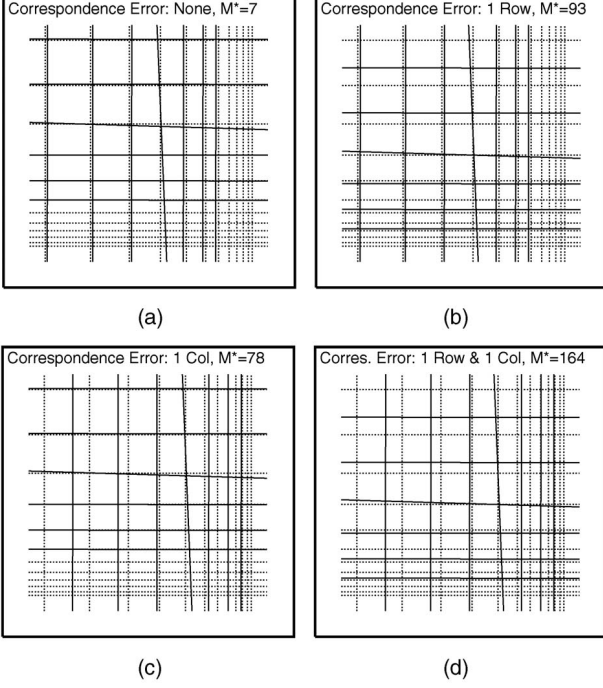 Correspondence Error: None, M*=7
Correspondence Error: 1 Row, M*=93
(a)
(b)
Correspondence Error: 1 Col, M*=78
Corres. Error: 1 Row & 1 Col, M*=164
(c)
(d)